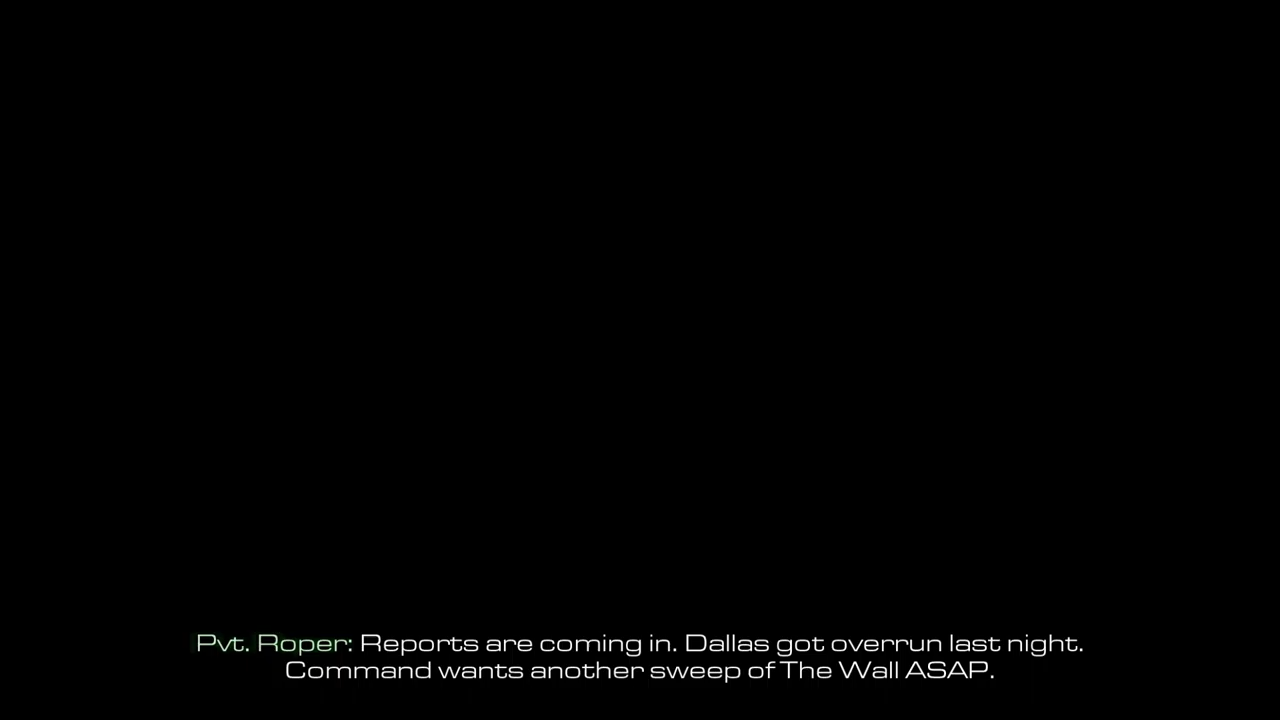 Pvt. Roper: Reports are coming in. Dallas got overrun last night.
Command wants another sweep of The Wall ASAP.